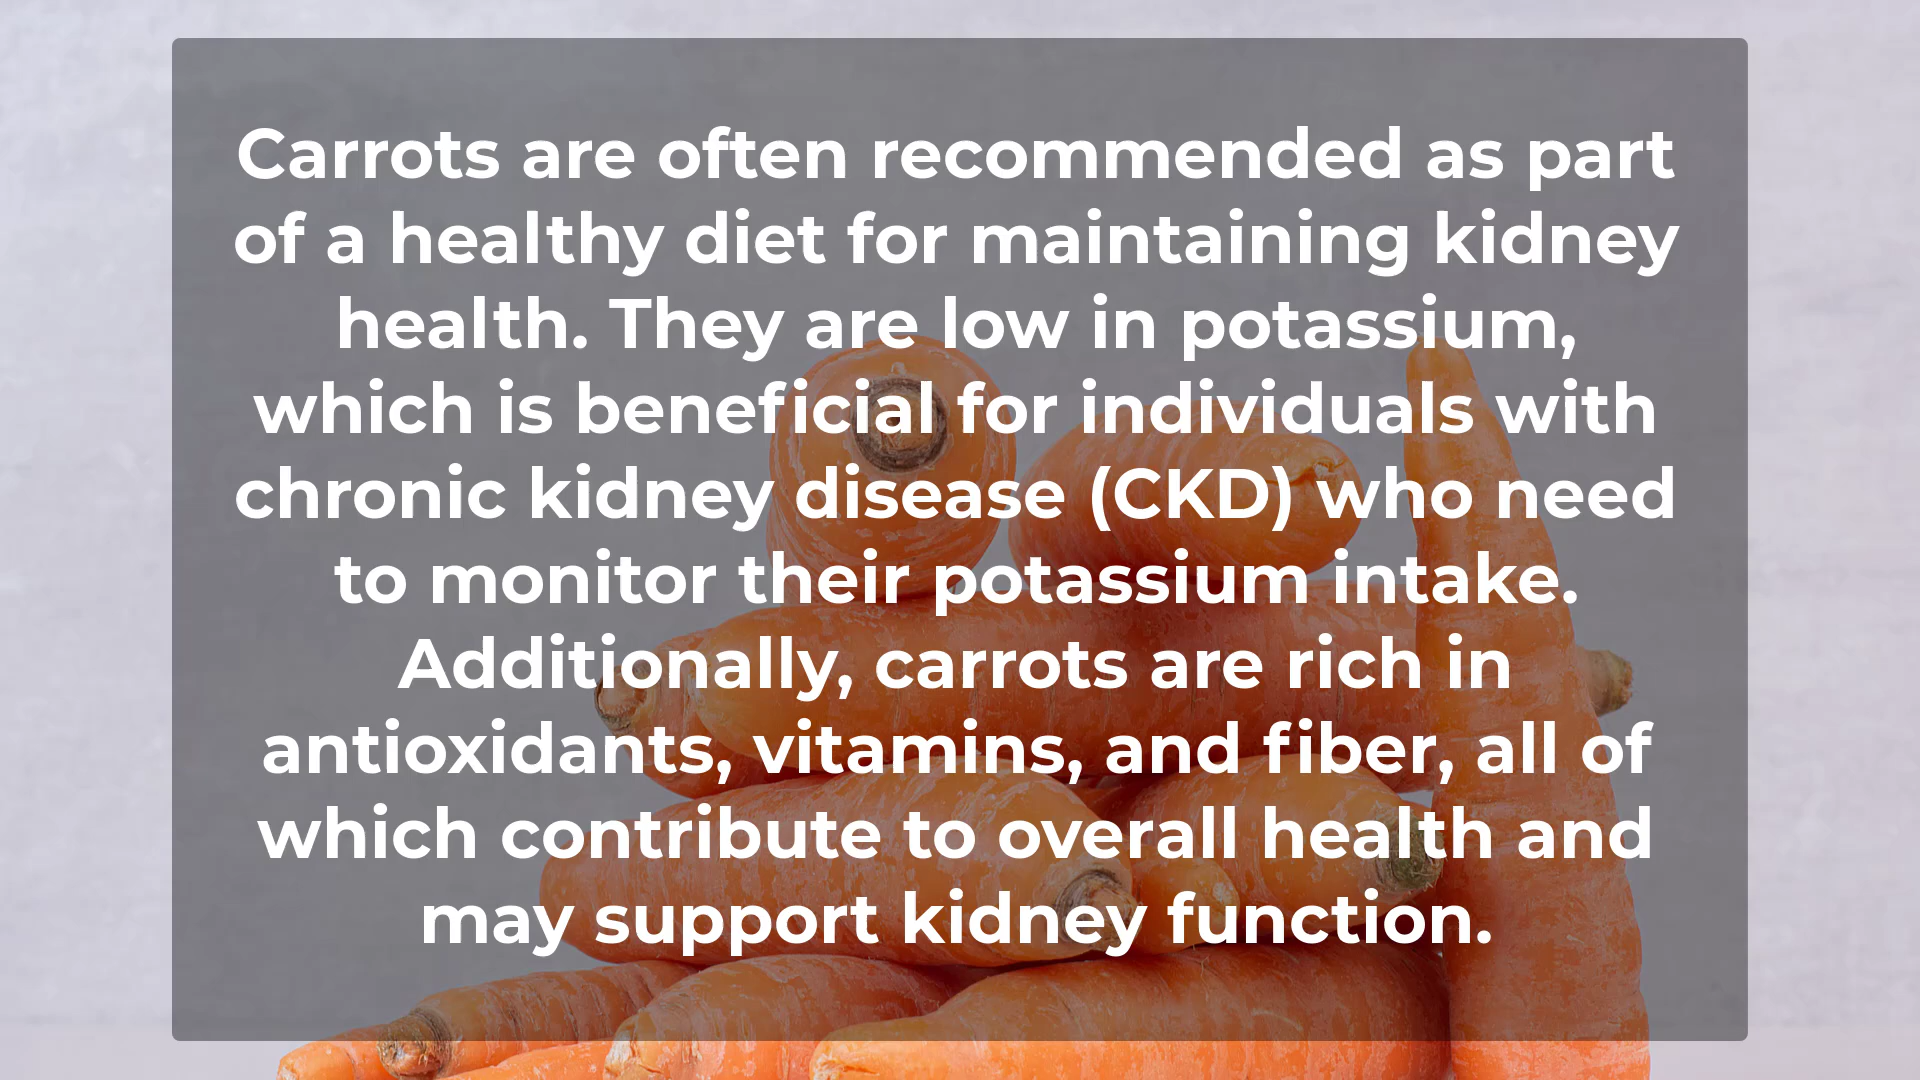 Carrots are often recommended as part
of a healthy diet for maintaining kidney
health. They are low in potassium,
which is beneficial for individuals with
chronic kidney disease (CKD) who need
to monitor their potassium intake.
Additionally, carrots are rich in
antioxidants, vitamins, and fiber, all of
which contribute to overall health and
may support kidney function.